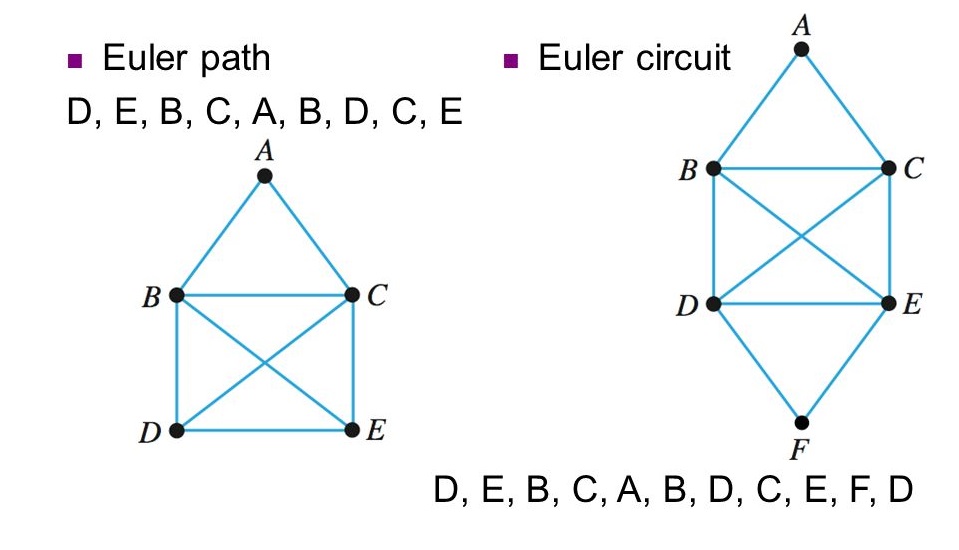 Euler path
D, E, B, C, A, B, D, C, E
A
B
C
D
E
Euler circuit
A
B
C
D
E
F
D, E, B, C, A, B, D, C, E, F, D